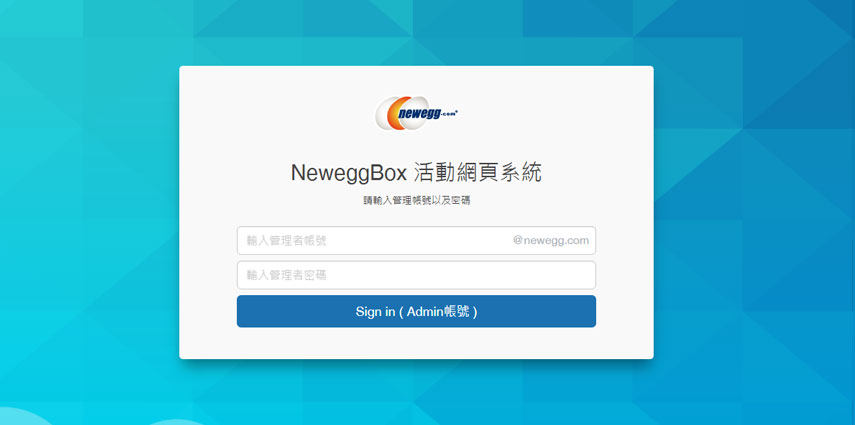 newegg.com®
NeweggBox 活動網頁系統
請輸入管理帳號以及密碼
輸入管理者帳號 @newegg.com
輸入管理者密碼
Sign in ( Admin帳號 )